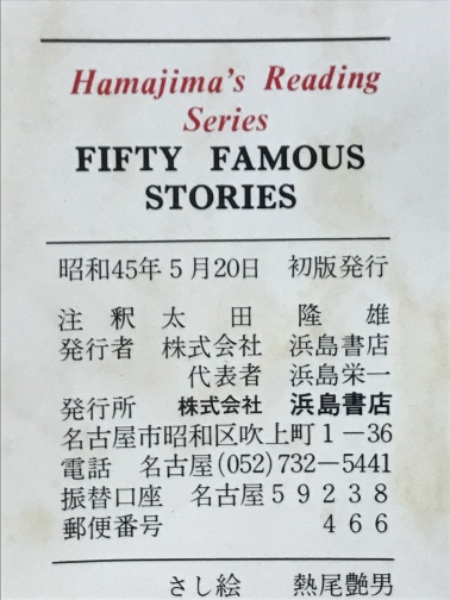 Hamajima's Reading
Series
FIFTY FAMOUS
STORIES
昭和45年5月20日 初版発行
注釈 太田隆雄
発行者 株式会社 浜島書店
代表者 浜島栄一
発行所 株式会社 浜島書店
名古屋市昭和区吹上町1−36
電話 名古屋(052)732−5441
振替口座 名古屋59238
郵便番号 466
さし絵 熱尾艶男